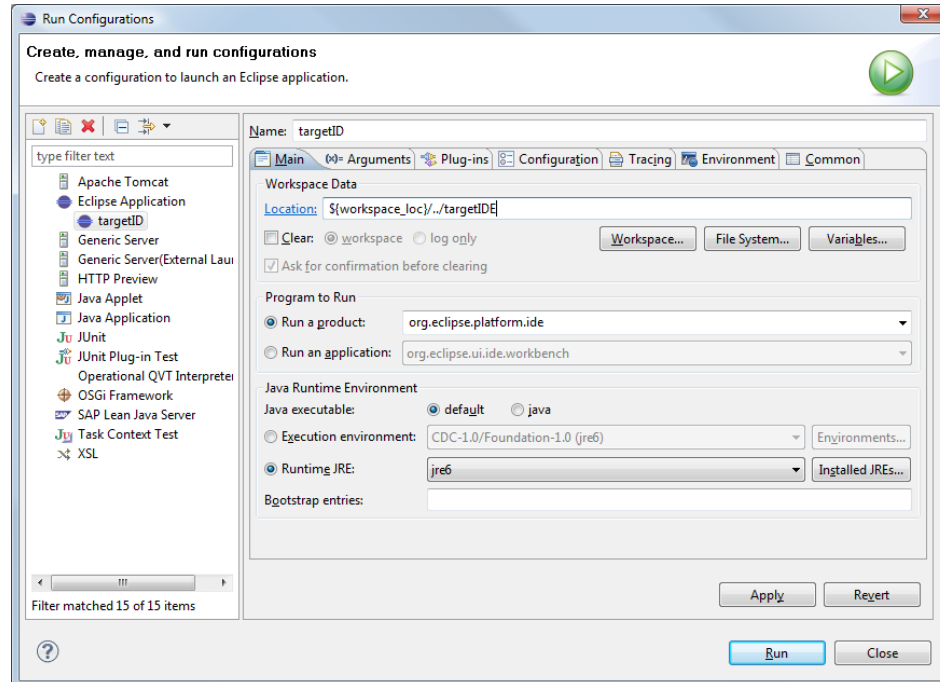 Run Configurations
Create, manage, and run configurations
Create a configuration to launch an Eclipse application.
type filter text
Apache Tomcat
Eclipse Application
targetID
Generic Server
Generic Server(External Lau
HTTP Preview
Java Applet
Java Application
JUnit
JUnit Plug-in Test
Operational QVT Interpreter
OSGi Framework
SAP Lean Java Server
Task Context Test
XSL
Filter matched 15 of 15 items
Name: targetID
Main (x)= Arguments Plug-ins Configuration Tracing Environment Common
Workspace Data
Location: ${workspace_loc}/../targetIDE
Clear: workspace log only Workspace... File System... Variables...
Ask for confirmation before clearing
Program to Run
Run a product: org.eclipse.platform.ide
Run an application: org.eclipse.ui.ide.workbench
Java Runtime Environment
Java executable: default java
Execution environment: CDC-1.0/Foundation-1.0 (jre6) Environments...
Runtime JRE: jre6 Installed JREs...
Bootstrap entries:
Apply Revert
Run Close